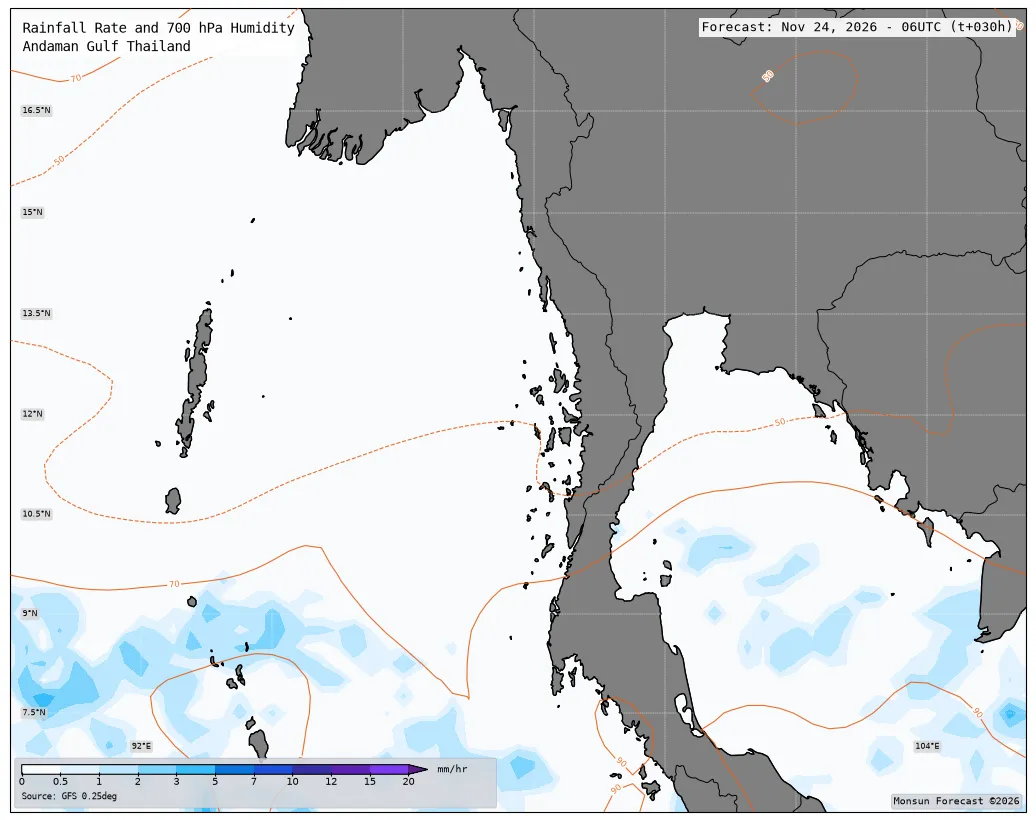 Rainfall Rate and 700 hPa Humidity
Andaman Gulf Thailand
Forecast: Nov 24, 2026 - 06UTC (t+030h)
70
50
50
16.5°N
15°N
13.5°N
12°N
50
10.5°N
70
9°N
7.5°N
90
92°E
104°E
90
90
0 0.5 1 2 3 5 7 10 12 15 20 mm/hr
Source: GFS 0.25deg
Monsun Forecast ©2026